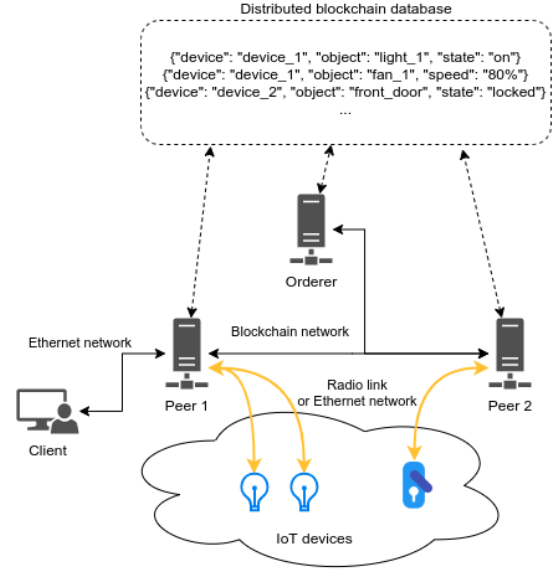 Distributed blockchain database
{"device": "device_1", "object": "light_1", "state": "on"}
{"device": "device_1", "object": "fan_1", "speed": "80%"}
{"device": "device_2", "object": "front_door", "state": "locked"}
...
Orderer
Ethernet network
Blockchain network
Peer 1
Radio link
or Ethernet network
Peer 2
Client
IoT devices